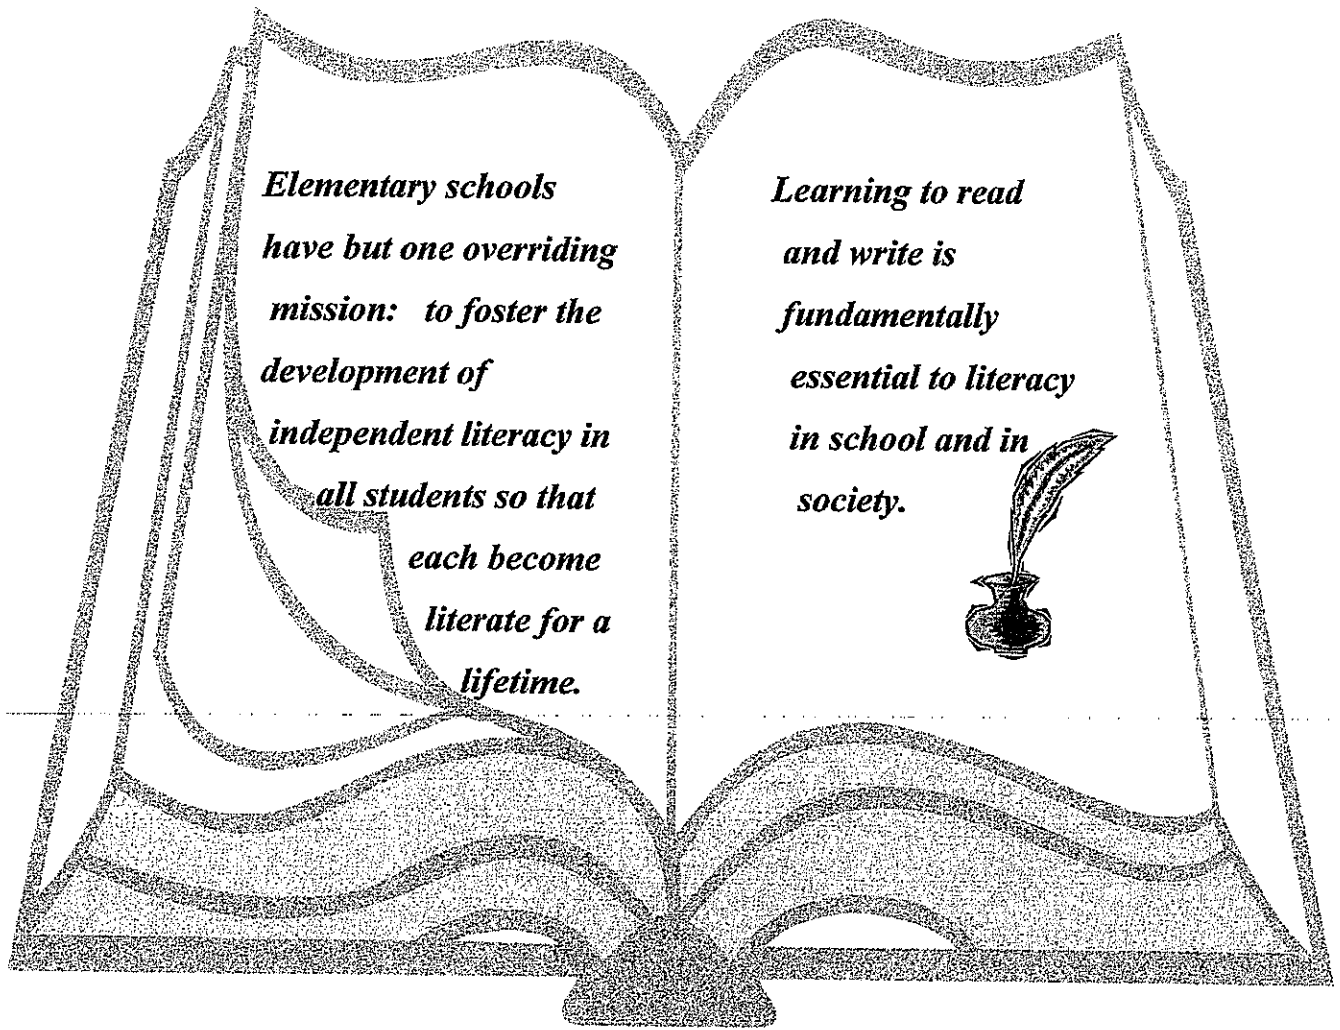 Elementary schools
have but one overriding
mission: to foster the
development of
independent literacy in
all students so that
each become
literate for a
lifetime.
Learning to read
and write is
fundamentally
essential to literacy
in school and in
society.